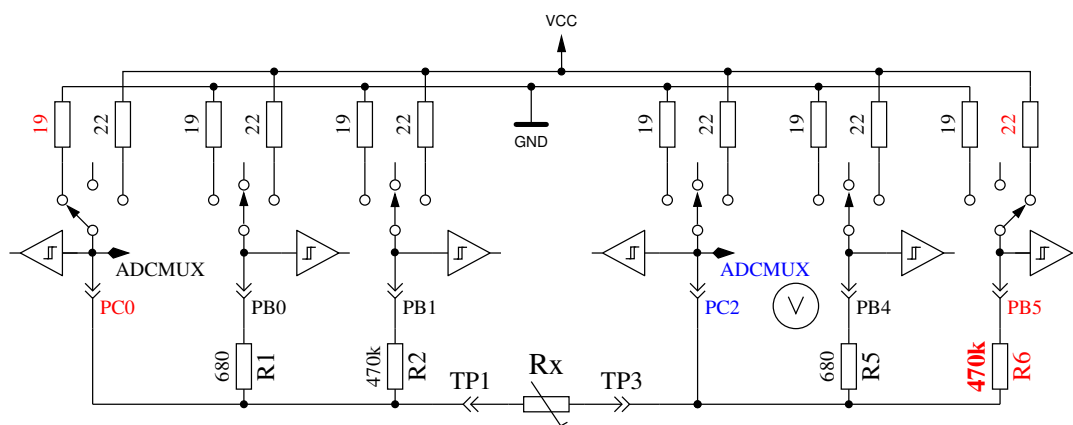 VCC
19
22
19
22
19
22
GND
19
22
19
22
19
22
ADCMUX
ADCMUX
PC0
PB0
PB1
PC2
V
PB4
PB5
680
R1
470k
R2
TP1
Rx
TP3
680
R5
470k
R6